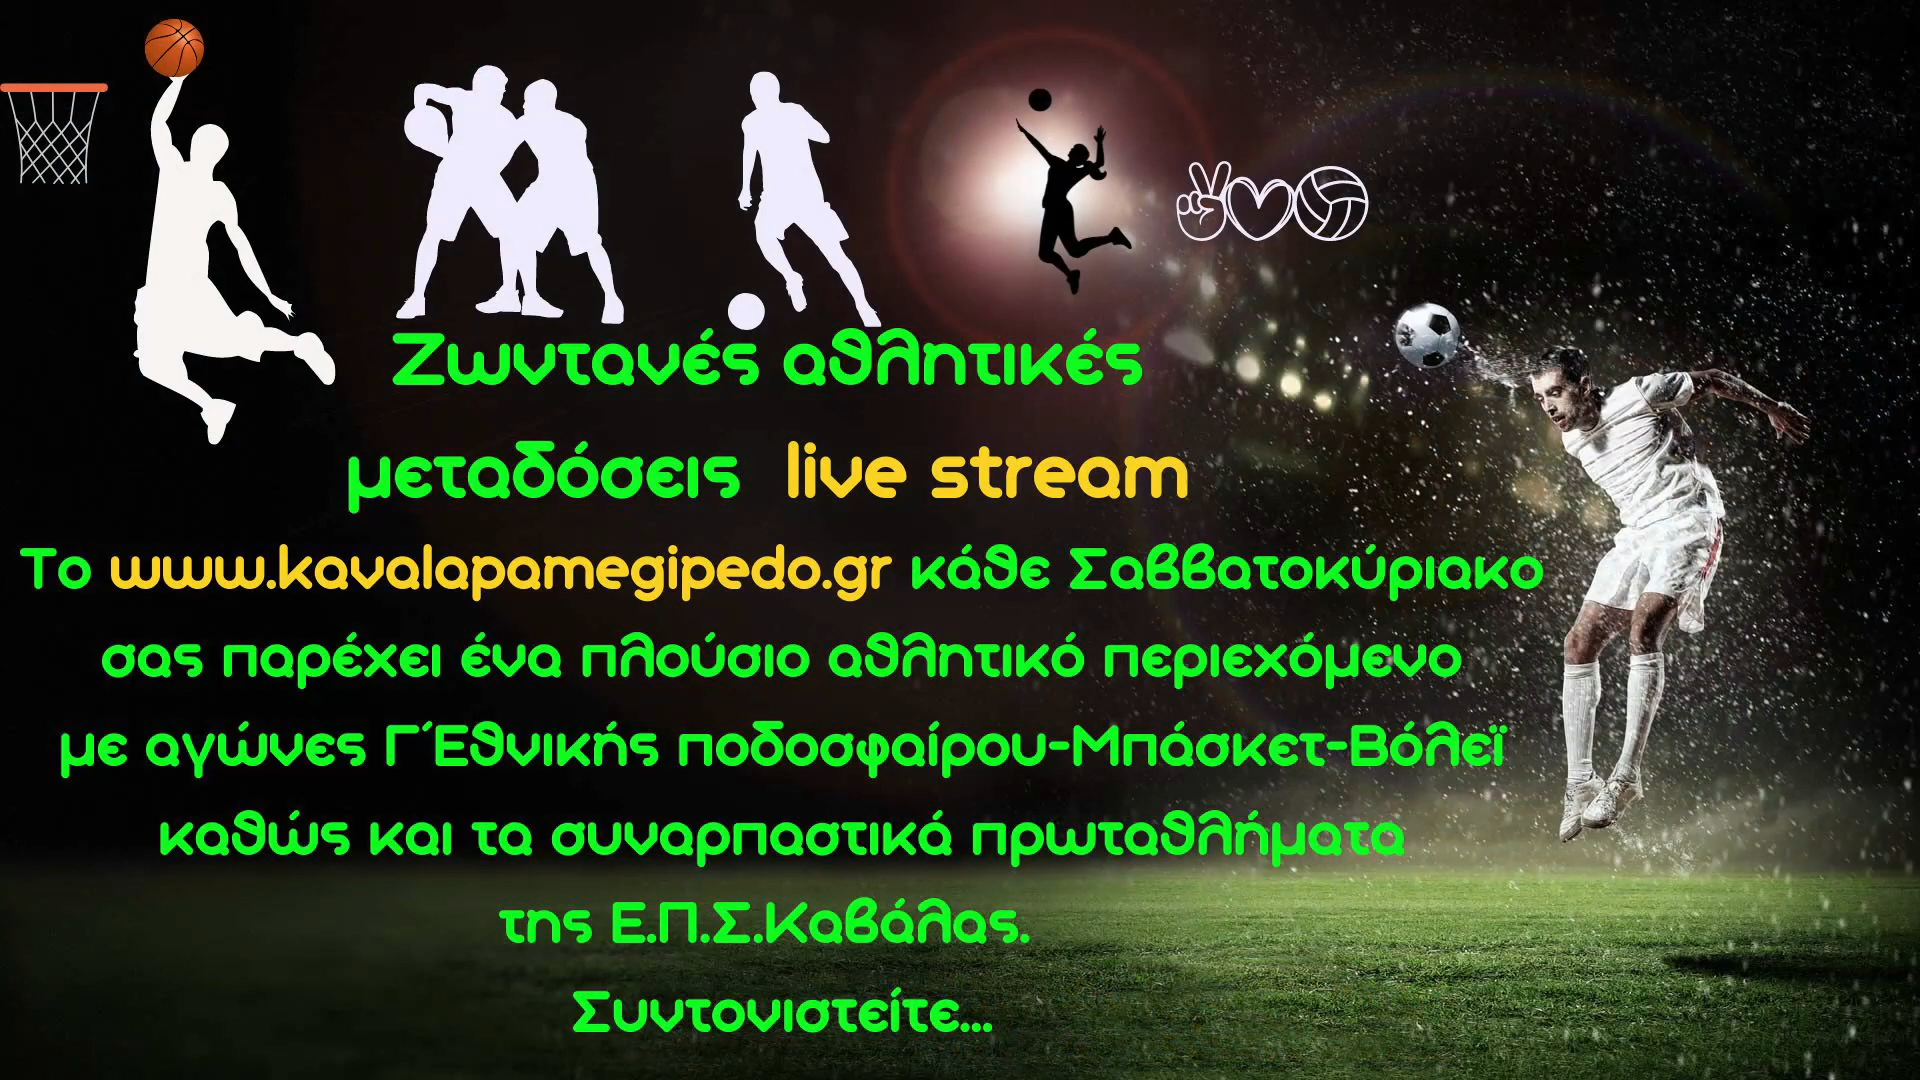 Ζωντανές αθλητικές
μεταδόσεις live stream
Το www.kavalapamegipedo.gr κάθε Σαββατοκύριακο
σας παρέχει ένα πλούσιο αθλητικό περιεχόμενο
με αγώνες Γ΄Εθνικής ποδοσφαίρου-Μπάσκετ-Βόλεϊ
καθώς και τα συναρπαστικά πρωταθλήματα
της Ε.Π.Σ.Καβάλας.
Συντονιστείτε...